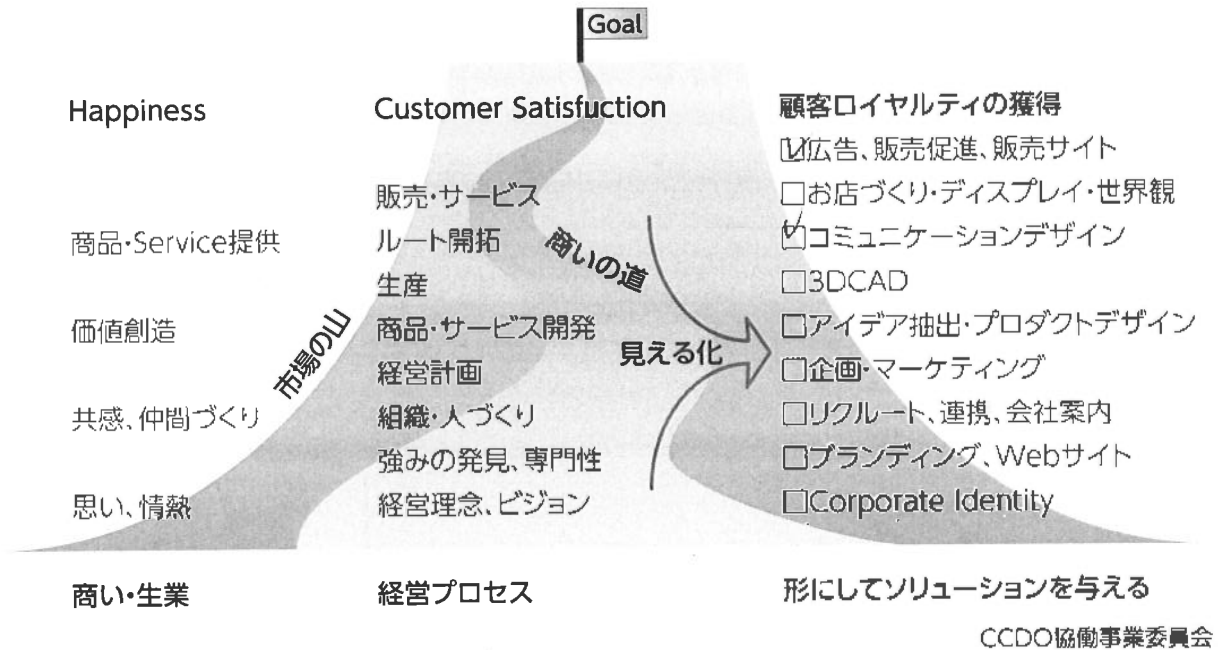 Goal
Happiness
商品・Service提供
価値創造
共感、仲間づくり
思い、情熱
商い・生業
市場の山
Customer Satisfuction
販売・サービス
ルート開拓
生産
商品・サービス開発
経営計画
組織・人づくり
強みの発見、専門性
経営理念、ビジョン
経営プロセス
商いの道
見える化
顧客ロイヤルティの獲得
☑広告、販売促進、販売サイト
□お店づくり・ディスプレイ・世界観
☑コミュニケーションデザイン
□3DCAD
□アイデア抽出・プロダクトデザイン
□企画・マーケティング
□リクルート、連携、会社案内
□ブランディング、Webサイト
□Corporate Identity
形にしてソリューションを与える
CCDO協働事業委員会